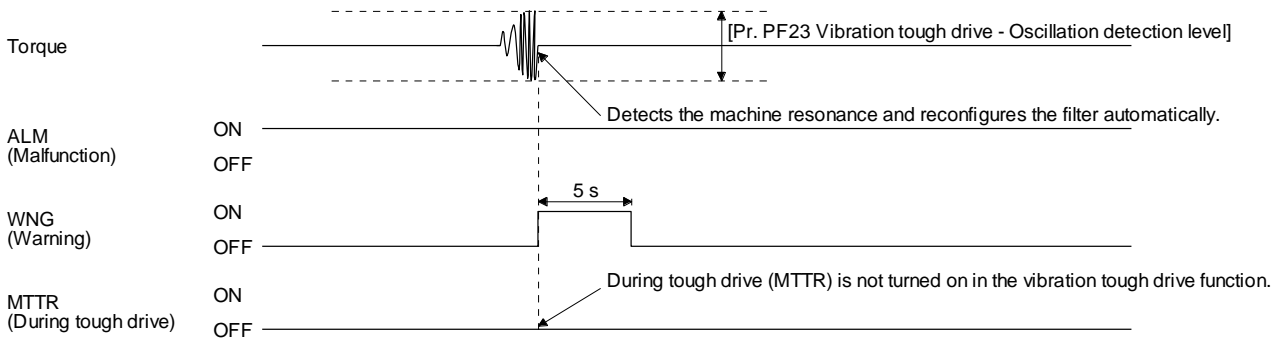 [Pr. PF23 Vibration tough drive - Oscillation detection level]
Torque
Detects the machine resonance and reconfigures the filter automatically.
ALM
(Malfunction)
ON
OFF
5 s
WNG
(Warning)
ON
OFF
During tough drive (MTTR) is not turned on in the vibration tough drive function.
MTTR
(During tough drive)
ON
OFF